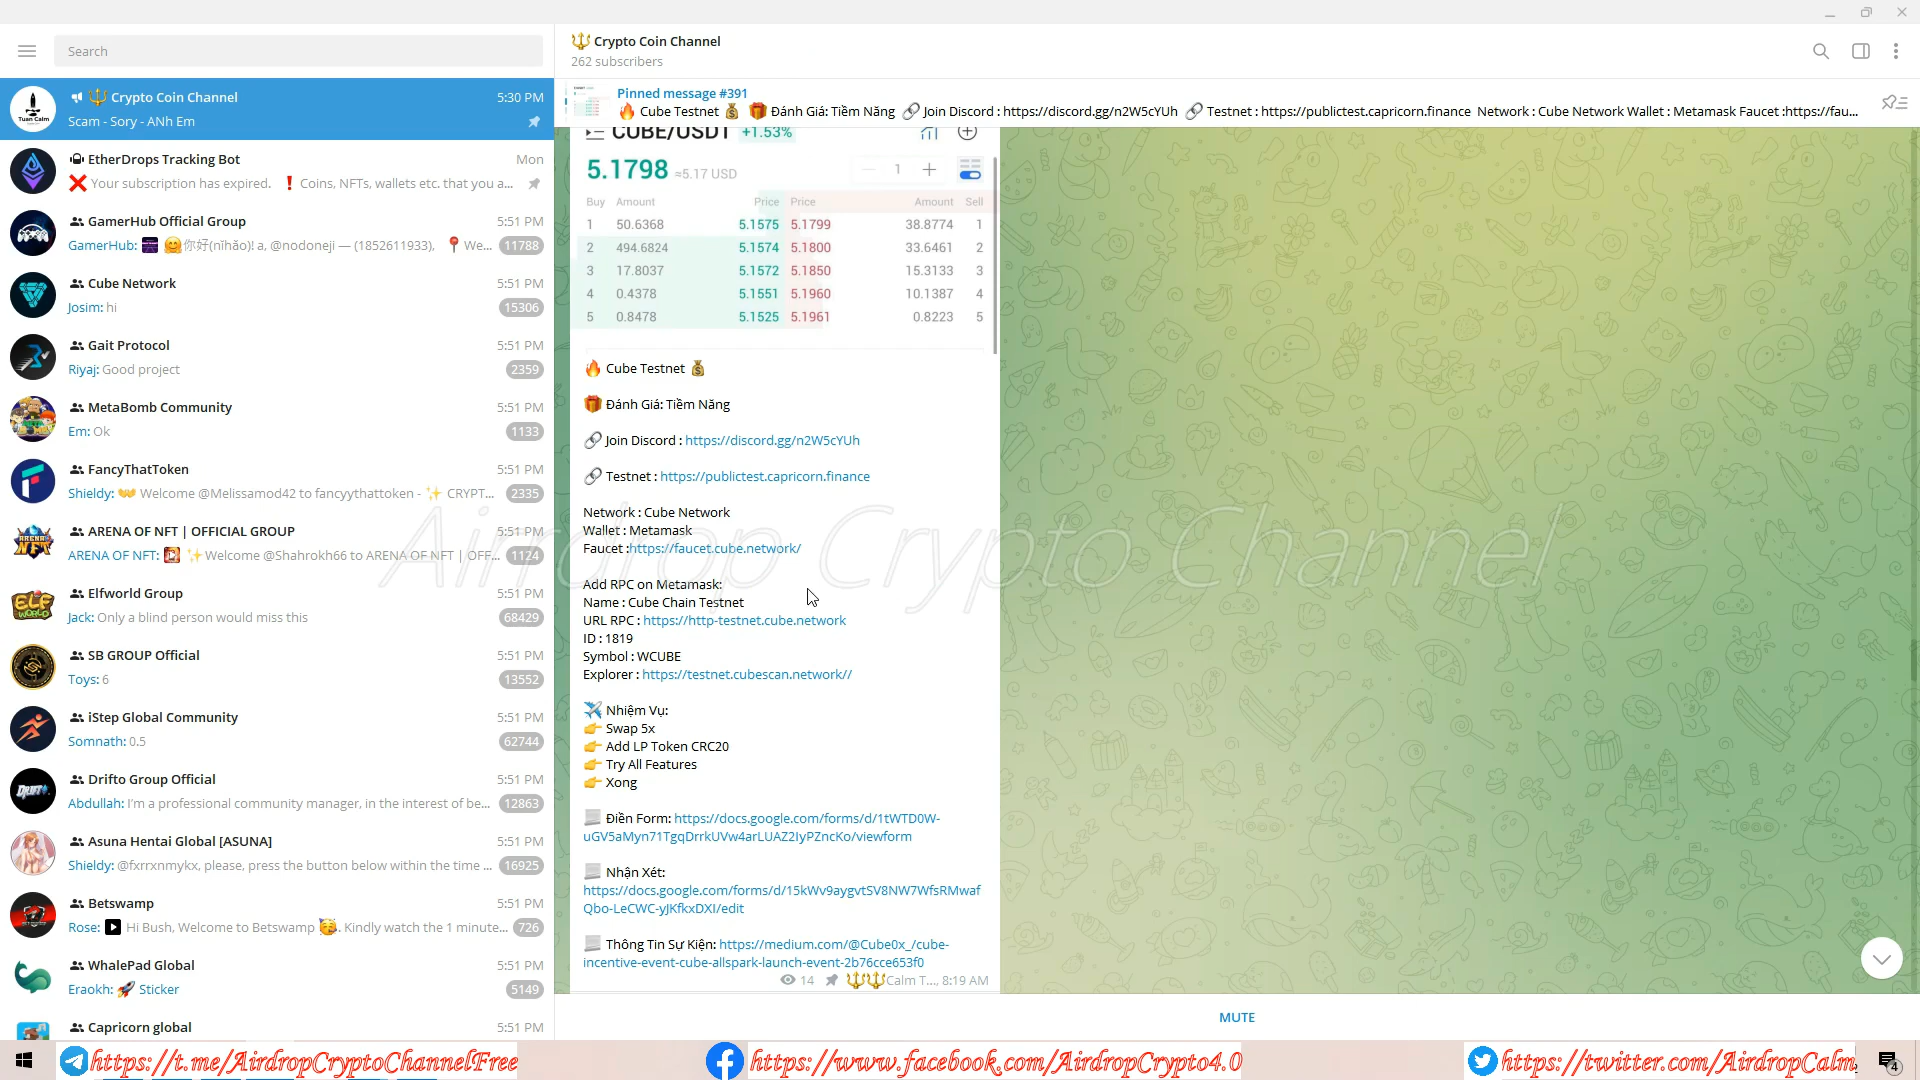 Search
🔱 Crypto Coin Channel
262 subscribers
Crypto Coin Channel
5:30 PM
Scam - Sory - ANh Em
Tuan Calm
EtherDrops Tracking Bot
Mon
❌ Your subscription has expired. ❗ Coins, NFTs, wallets etc. that you a...
GamerHub Official Group
5:51 PM
GamerHub: 🤗你好(nǐhǎo)! a, @nodoneji — (1852611933), 📍 We...
11788
Cube Network
5:51 PM
Josim: hi
15306
Gait Protocol
5:51 PM
Riyaj: Good project
2359
MetaBomb Community
5:51 PM
Em: Ok
1133
FancyThatToken
5:51 PM
Shieldy: 👐 Welcome @Melissamod42 to fancyythattoken - ✨ CRYPT...
2335
ARENA OF NFT | OFFICIAL GROUP
5:51 PM
ARENA OF NFT: ✨Welcome @Shahrokh66 to ARENA OF NFT | OFF...
1124
Elfworld Group
5:51 PM
Jack: Only a blind person would miss this
68429
SB GROUP Official
5:51 PM
Toys: 6
13552
iStep Global Community
5:51 PM
Somnath: 0.5
62744
Drifto Group Official
5:51 PM
Abdullah: I'm a professional community manager, in the interest of be...
12863
Asuna Hentai Global [ASUNA]
5:51 PM
Shieldy: @fxrrxnmykx, please, press the button below within the time ...
16925
Betswamp
5:51 PM
Rose: ▶ Hi Bush, Welcome to Betswamp 🥳. Kindly watch the 1 minute...
726
WhalePad Global
5:51 PM
Eraokh: 🚀 Sticker
5149
Capricorn global
5:51 PM
Pinned message #391
🔥 Cube Testnet 💰 🎁 Đánh Giá: Tiềm Năng 🔗 Join Discord : https://discord.gg/n2W5cYUh 🔗 Testnet : https://publictest.capricorn.finance Network : Cube Network Wallet : Metamask Faucet :https://fau...
CUBE/USDT +1.53%
5.1798 ≈5.17 USD
1
Buy Amount Price Price Amount Sell
1 50.6368 5.1575 5.1799 38.8774 1
2 494.6824 5.1574 5.1800 33.6461 2
3 17.8037 5.1572 5.1850 15.3133 3
4 0.4378 5.1551 5.1960 10.1387 4
5 0.8478 5.1525 5.1961 0.8223 5
🔥 Cube Testnet 💰
🎁 Đánh Giá: Tiềm Năng
🔗 Join Discord : https://discord.gg/n2W5cYUh
🔗 Testnet : https://publictest.capricorn.finance
Network : Cube Network
Wallet : Metamask
Faucet :https://faucet.cube.network/
Airdrop Crypto Channel
Add RPC on Metamask:
Name : Cube Chain Testnet
URL RPC : https://http-testnet.cube.network
ID : 1819
Symbol : WCUBE
Explorer : https://testnet.cubescan.network//
✈️ Nhiệm Vụ:
👉 Swap 5x
👉 Add LP Token CRC20
👉 Try All Features
👉 Xong
Điền Form: https://docs.google.com/forms/d/1tWTD0W-
uGV5aMyn71TgqDrrkUVw4arLUAZ2IyPZncKo/viewform
Nhận Xét:
https://docs.google.com/forms/d/15kWv9aygvtSV8NW7WfsRMwaf
Qbo-LeCWC-yJKfkxDXI/edit
Thông Tin Sự Kiện: https://medium.com/@Cube0x_/cube-
incentive-event-cube-allspark-launch-event-2b76cce653f0
14 🔱🔱Calm T..., 8:19 AM
MUTE
https://t.me/AirdropCryptoChannelFree
https://www.facebook.com/AirdropCrypto4.0
https://twitter.com/AirdropCalm
4